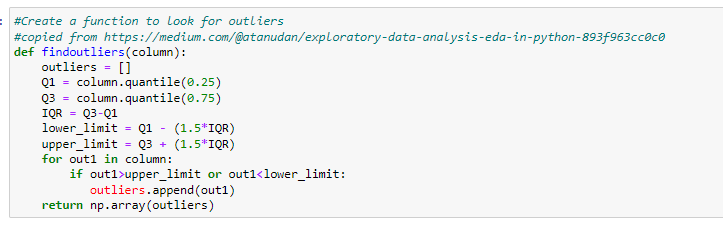 :
#Create a function to look for outliers
#copied from https://medium.com/@atanudan/exploratory-data-analysis-eda-in-python-893f963cc0c0
def findoutliers(column):
    outliers = []
    Q1 = column.quantile(0.25)
    Q3 = column.quantile(0.75)
    IQR = Q3-Q1
    lower_limit = Q1 - (1.5*IQR)
    upper_limit = Q3 + (1.5*IQR)
    for out1 in column:
        if out1>upper_limit or out1<lower_limit:
           outliers.append(out1)
    return np.array(outliers)